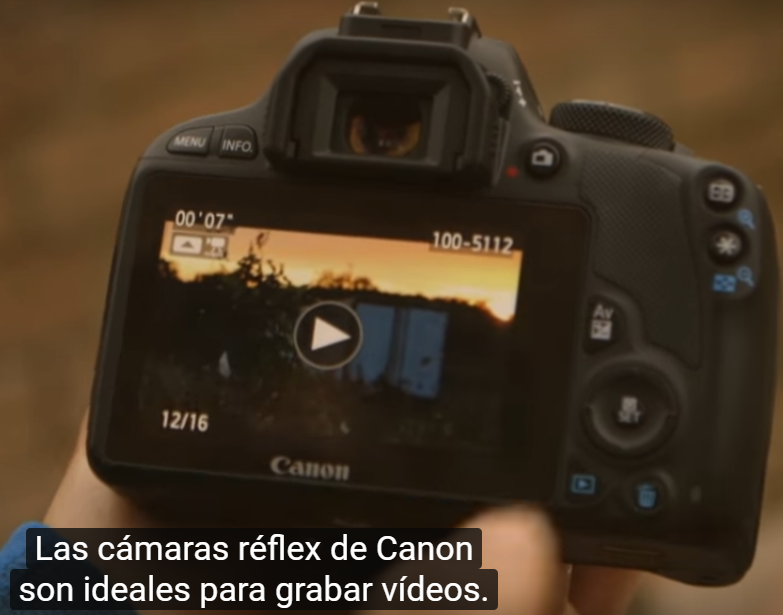 MENU INFO.
00'07"
100-5112
Av
SET
12/16
Canon
Las cámaras réflex de Canon
son ideales para grabar vídeos.